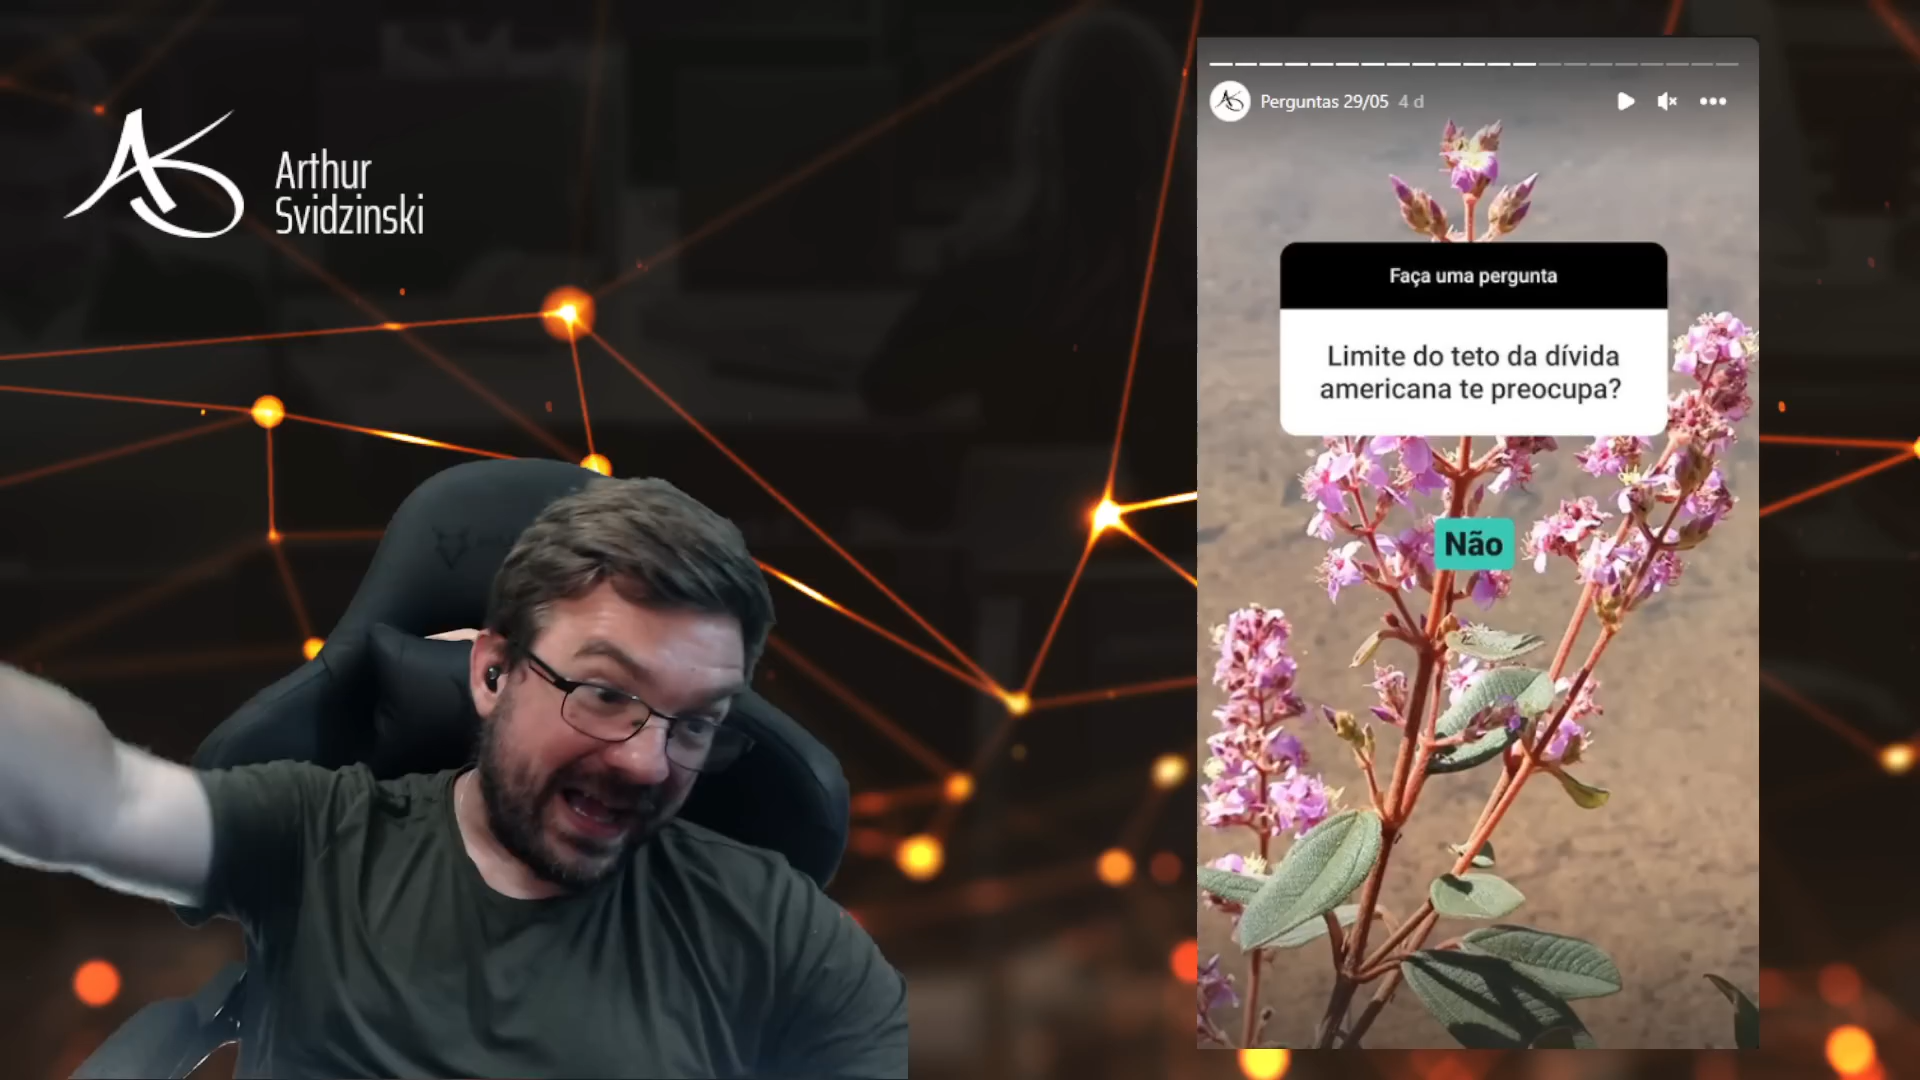 Arthur
Svidzinski
Perguntas 29/05 4 d
Faça uma pergunta
Limite do teto da dívida
americana te preocupa?
Não